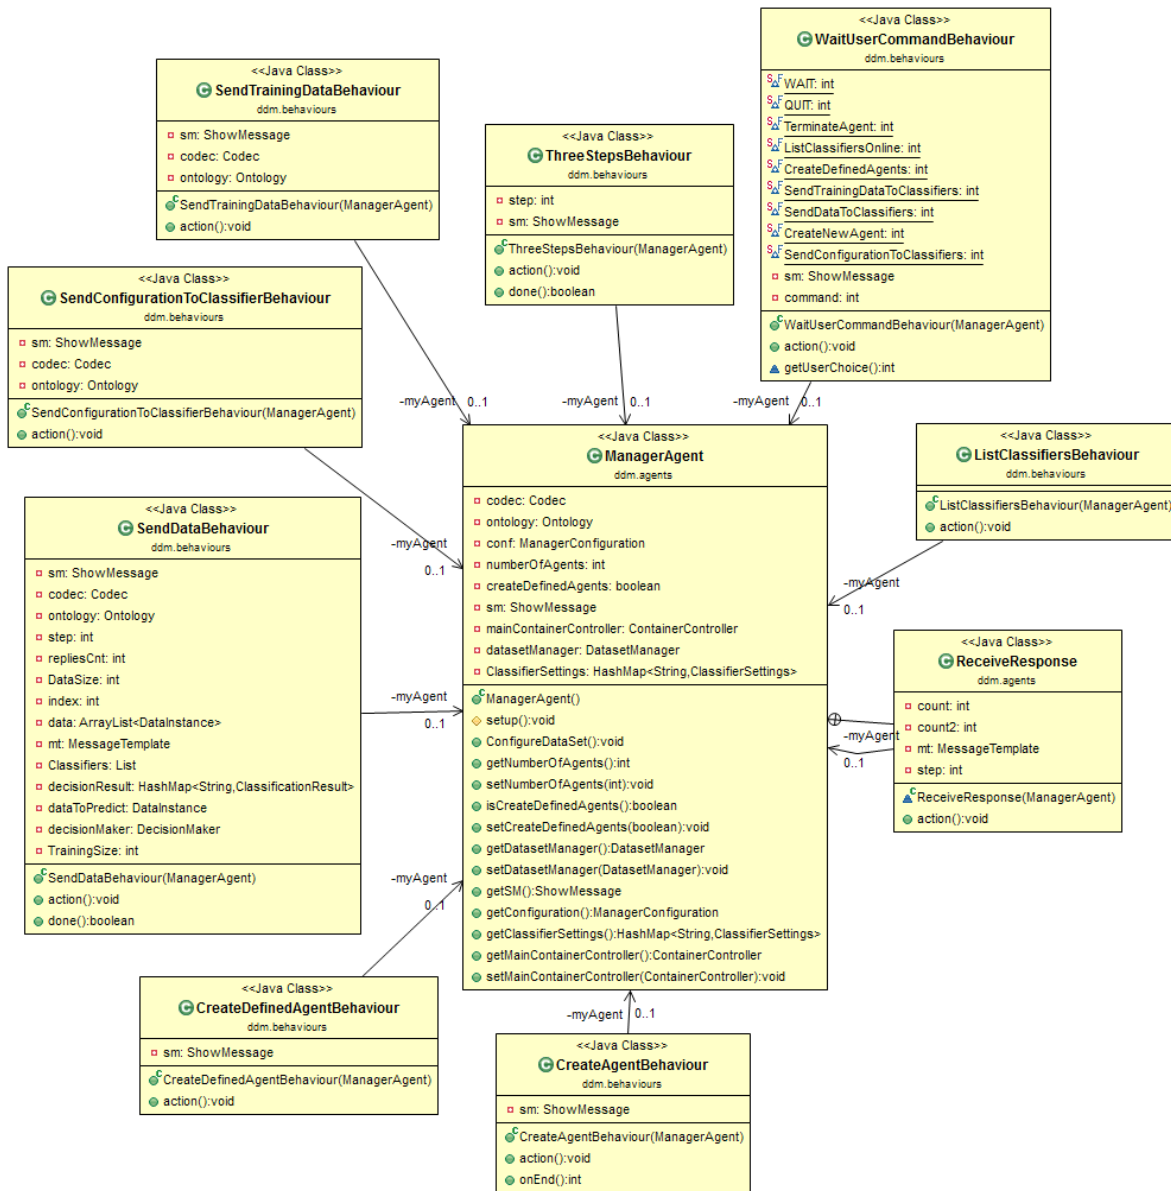 <<Java Class>>
WaitUserCommandBehaviour
ddm.behaviours
WAIT: int
QUIT: int
TerminateAgent: int
ListClassifiersOnline: int
CreateDefinedAgents: int
SendTrainingDataToClassifiers: int
SendDataToClassifiers: int
CreateNewAgent: int
SendConfigurationToClassifiers: int
sm: ShowMessage
command: int
WaitUserCommandBehaviour(ManagerAgent)
action():void
getUserChoice():int
<<Java Class>>
SendTrainingDataBehaviour
ddm.behaviours
sm: ShowMessage
codec: Codec
ontology: Ontology
SendTrainingDataBehaviour(ManagerAgent)
action():void
<<Java Class>>
ThreeStepsBehaviour
ddm.behaviours
step: int
sm: ShowMessage
ThreeStepsBehaviour(ManagerAgent)
action():void
done():boolean
<<Java Class>>
SendConfigurationToClassifierBehaviour
ddm.behaviours
sm: ShowMessage
codec: Codec
ontology: Ontology
SendConfigurationToClassifierBehaviour(ManagerAgent)
action():void
-myAgent 0..1
-myAgent 0..1
-myAgent 0..1
<<Java Class>>
ManagerAgent
ddm.agents
codec: Codec
ontology: Ontology
conf: ManagerConfiguration
numberOfAgents: int
createDefinedAgents: boolean
sm: ShowMessage
mainContainerController: ContainerController
datasetManager: DatasetManager
ClassifierSettings: HashMap<String,ClassifierSettings>
ManagerAgent()
setup():void
ConfigureDataSet():void
getNumberOfAgents():int
setNumberOfAgents(int):void
isCreateDefinedAgents():boolean
setCreateDefinedAgents(boolean):void
getDatasetManager():DatasetManager
setDatasetManager(DatasetManager):void
getSM():ShowMessage
getConfiguration():ManagerConfiguration
getClassifierSettings():HashMap<String,ClassifierSettings>
getMainContainerController():ContainerController
setMainContainerController(ContainerController):void
<<Java Class>>
ListClassifiersBehaviour
ddm.behaviours
ListClassifiersBehaviour(ManagerAgent)
action():void
-myAgent
0..1
<<Java Class>>
SendDataBehaviour
ddm.behaviours
sm: ShowMessage
codec: Codec
ontology: Ontology
step: int
repliesCnt: int
DataSize: int
index: int
data: ArrayList<DataInstance>
mt: MessageTemplate
Classifiers: List
decisionResult: HashMap<String,ClassificationResult>
dataToPredict: DataInstance
decisionMaker: DecisionMaker
TrainingSize: int
SendDataBehaviour(ManagerAgent)
action():void
done():boolean
-myAgent
0..1
-myAgent
0..1
<<Java Class>>
ReceiveResponse
ddm.agents
count: int
count2: int
mt: MessageTemplate
step: int
ReceiveResponse(ManagerAgent)
action():void
-myAgent
0..1
-myAgent
0..1
<<Java Class>>
CreateDefinedAgentBehaviour
ddm.behaviours
sm: ShowMessage
CreateDefinedAgentBehaviour(ManagerAgent)
action():void
-myAgent 0..1
<<Java Class>>
CreateAgentBehaviour
ddm.behaviours
sm: ShowMessage
CreateAgentBehaviour(ManagerAgent)
action():void
onEnd():int